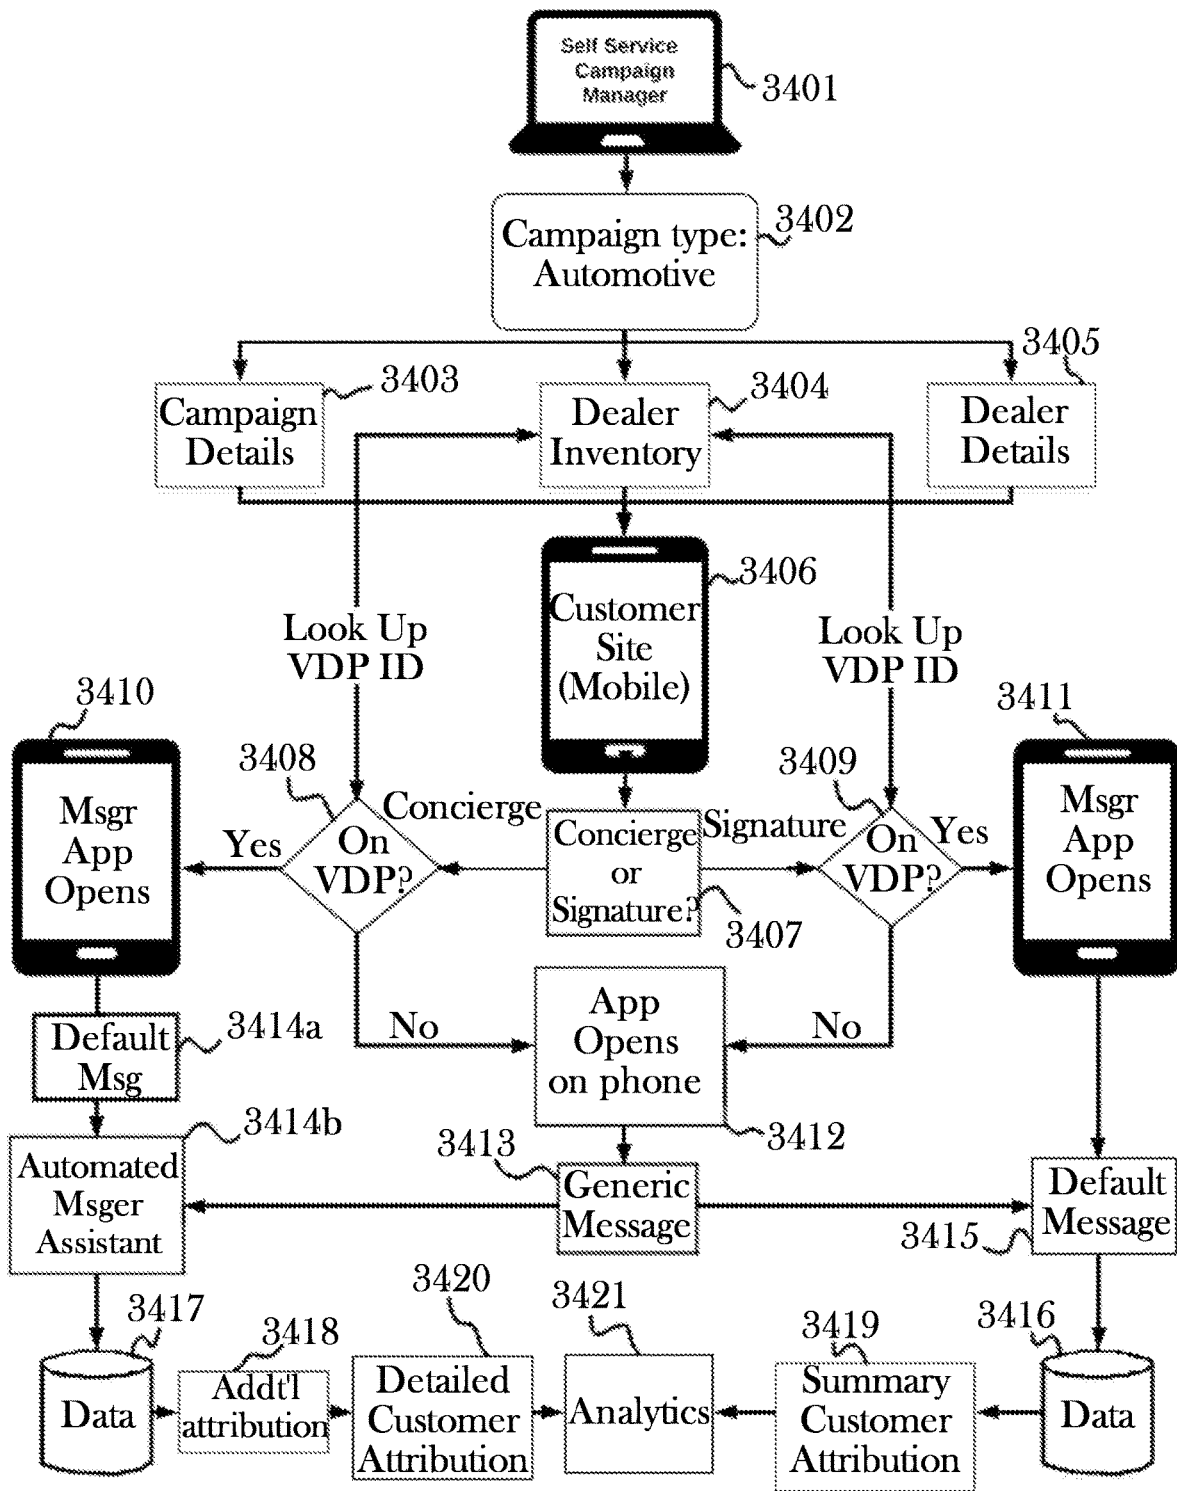 Self Service
Campaign
Manager
3401
Campaign type:
Automotive
3402
3403
3404
3405
Campaign
Details
Dealer
Inventory
Dealer
Details
3406
Customer
Site
(Mobile)
Look Up
VDP ID
Look Up
VDP ID
3410
3411
3408
3409
Msgr
App
Opens
Yes
On
VDP?
Concierge
Concierge
or
Signature?
3407
Signature
On
VDP?
Yes
Msgr
App
Opens
No
No
App
Opens
on phone
3412
Default
Msg
3414a
3414b
Automated
Msger
Assistant
3413
Generic
Message
Default
Message
3415
3417
3418
3420
3421
3419
3416
Data
Addt'l
attribution
Detailed
Customer
Attribution
Analytics
Summary
Customer
Attribution
Data